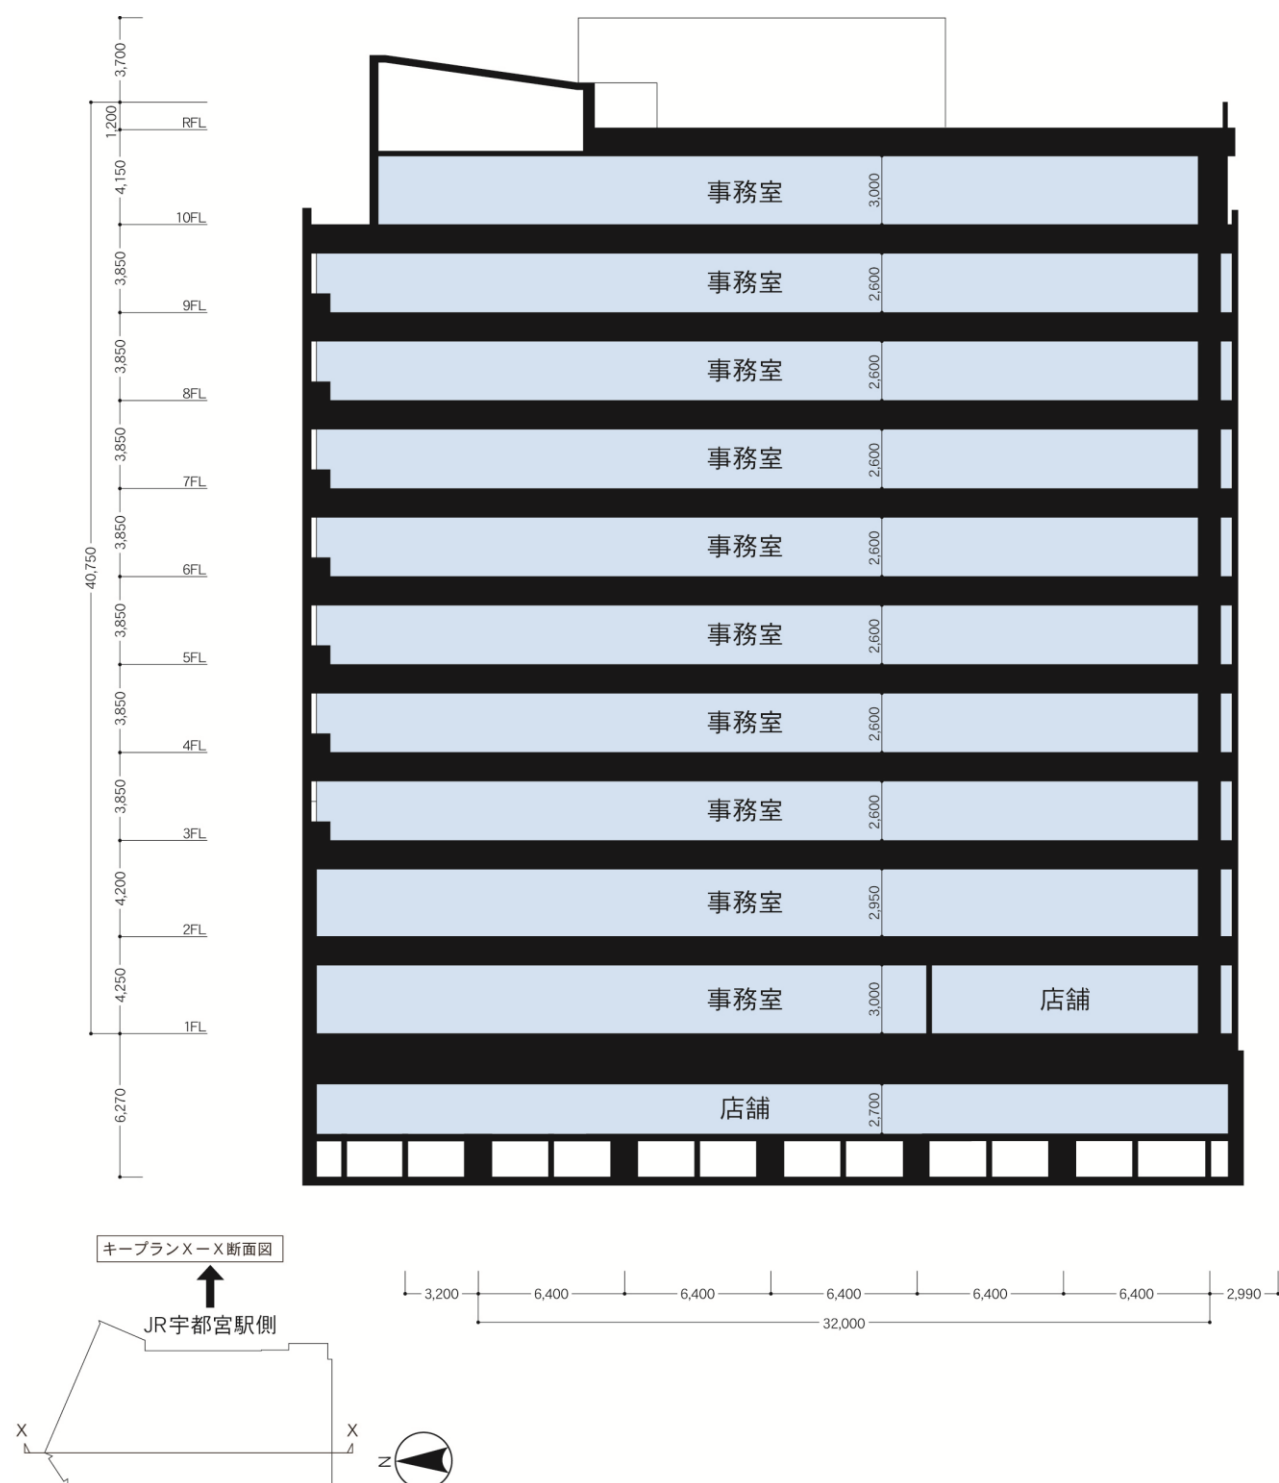 3,700
1,200
RFL
4,150
事務室
3,000
10FL
3,850
事務室
2,600
9FL
3,850
事務室
2,600
8FL
3,850
事務室
2,600
7FL
3,850
事務室
2,600
6FL
40,750
3,850
事務室
2,600
5FL
3,850
事務室
2,600
4FL
3,850
事務室
2,600
3FL
4,200
事務室
2,950
2FL
4,250
事務室
3,000
店舗
1FL
6,270
店舗
2,700
キープランX－X断面図
3,200 6,400 6,400 6,400 6,400 6,400 2,990
32,000
JR宇都宮駅側
X X
N